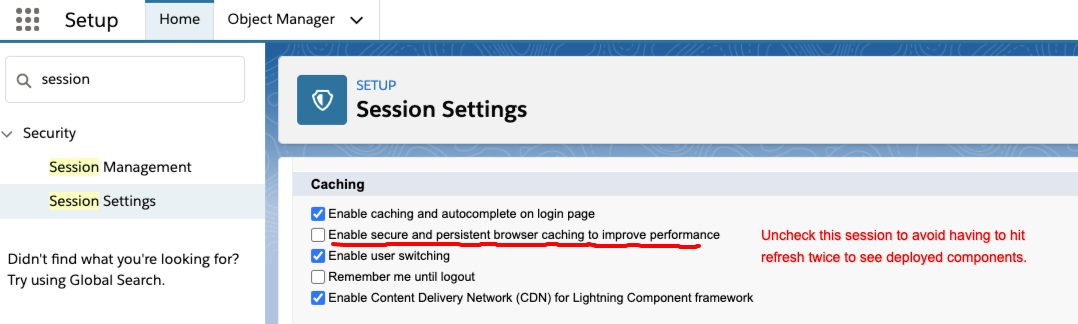 Setup
Home
Object Manager
session
Security
Session Management
Session Settings
Didn't find what you're looking for?
Try using Global Search.
SETUP
Session Settings
Caching
Enable caching and autocomplete on login page
Enable secure and persistent browser caching to improve performance
Enable user switching
Remember me until logout
Enable Content Delivery Network (CDN) for Lightning Component framework
Uncheck this session to avoid having to hit
refresh twice to see deployed components.